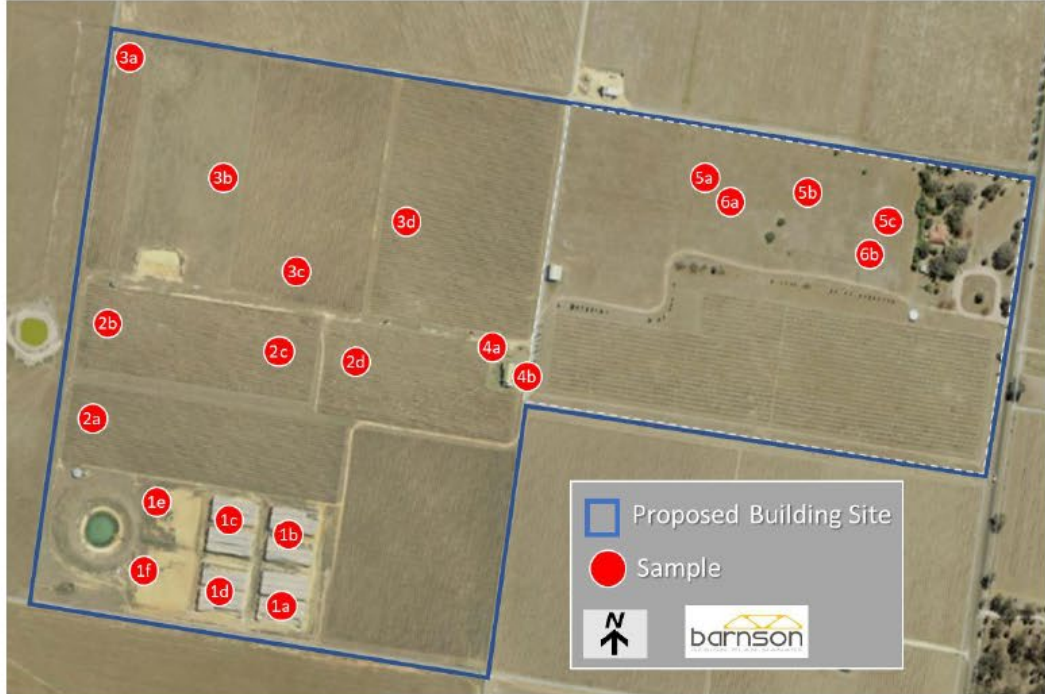 3a
3b
5a
5b
6a
3d
5c
6b
3c
2b
2c
2d
4a
4b
2a
1e
1c
1b
1f
1d
1a
Proposed Building Site
Sample
N
barnson